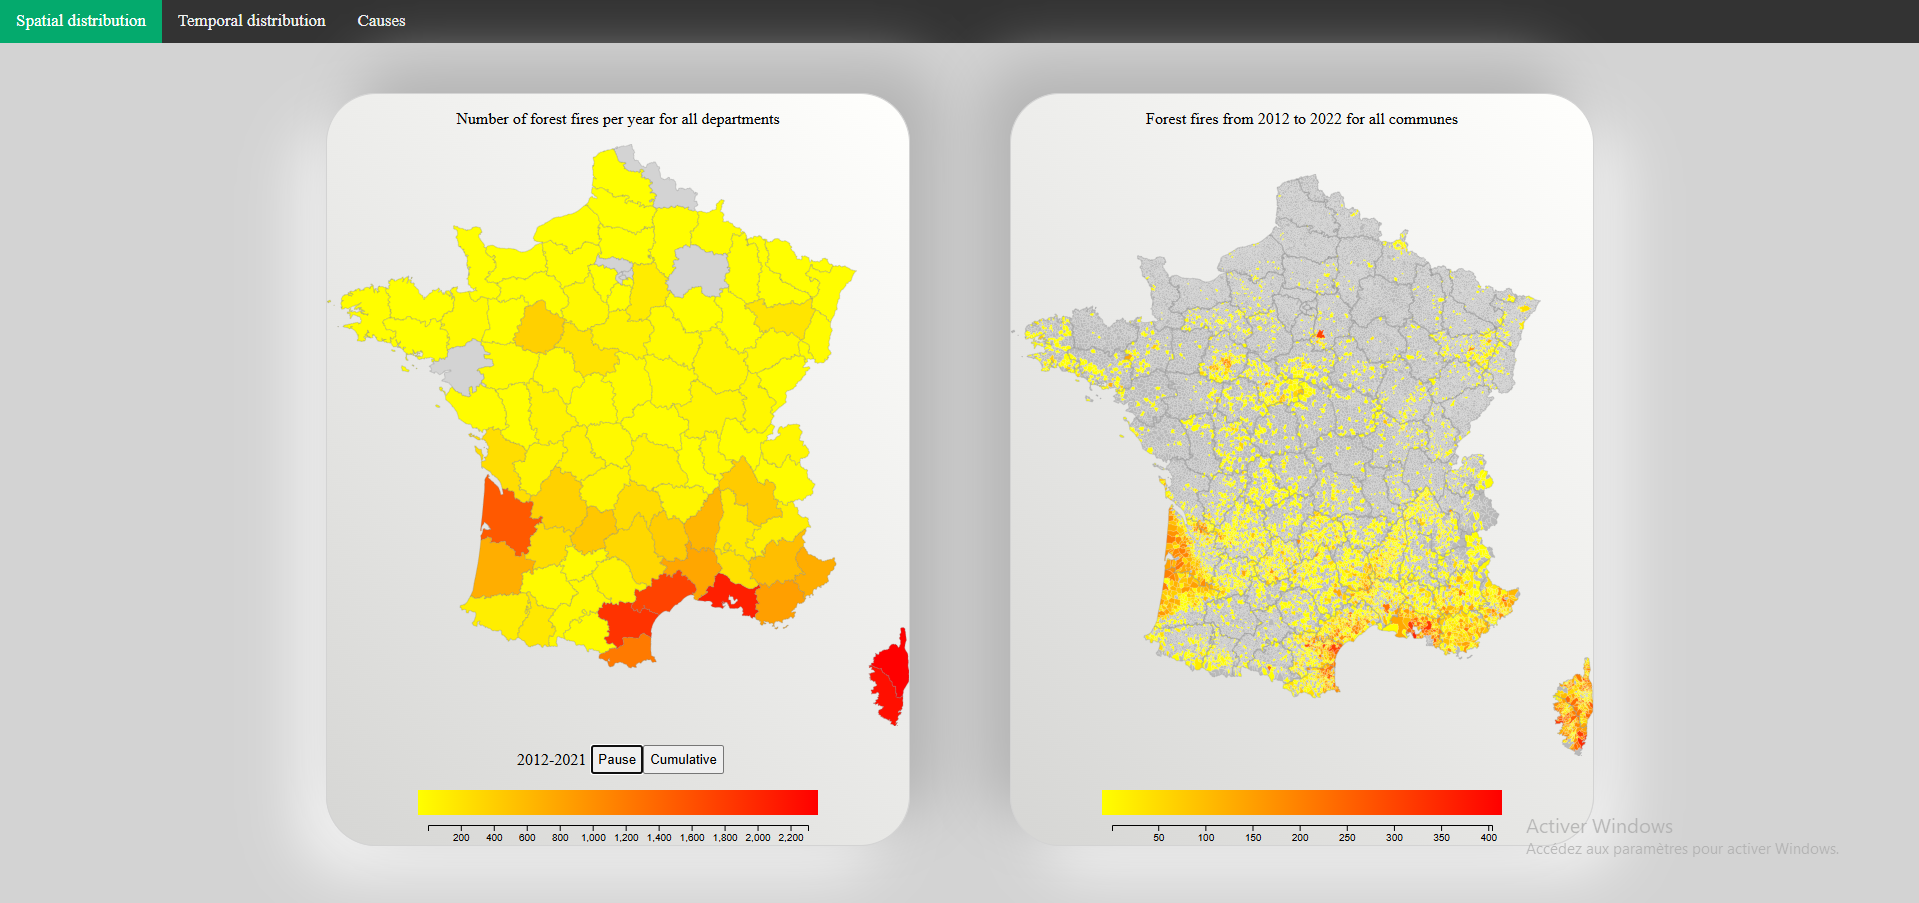 Spatial distribution Temporal distribution Causes
Number of forest fires per year for all departments
2012-2021 Pause Cumulative
200 400 600 800 1,000 1,200 1,400 1,600 1,800 2,000 2,200
Forest fires from 2012 to 2022 for all communes
50 100 150 200 250 300 350 400
Activer Windows
Accédez aux paramètres pour activer Windows.